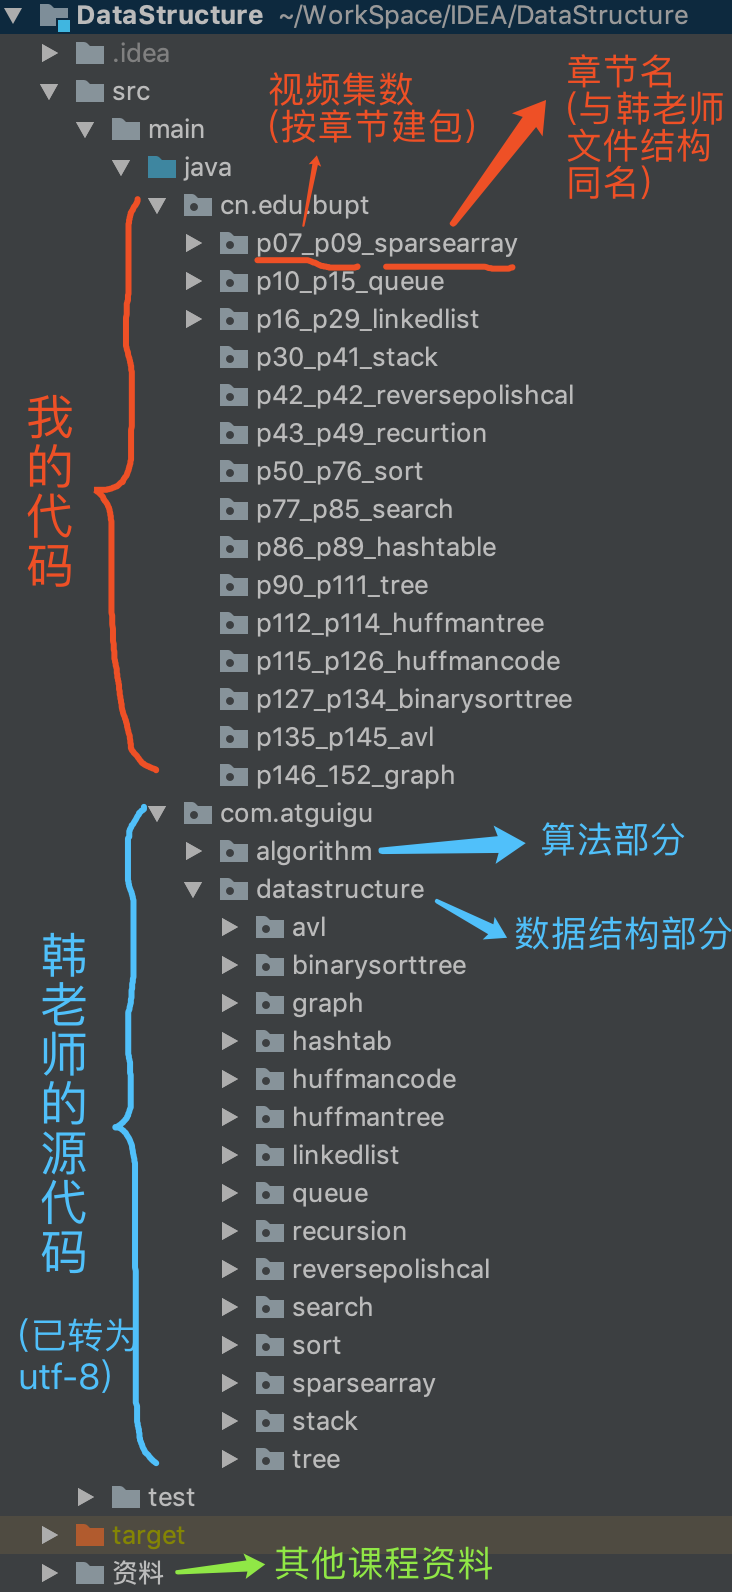 DataStructure ~/WorkSpace/IDEA/DataStructure
.idea
src
视频集数
(按章节建包)
章节名
(与韩老师
文件结构
同名)
main
java
cn.edu.bupt
p07_p09_sparsearray
p10_p15_queue
p16_p29_linkedlist
p30_p41_stack
p42_p42_reversepolishcal
p43_p49_recurtion
p50_p76_sort
p77_p85_search
p86_p89_hashtable
p90_p111_tree
p112_p114_huffmantree
p115_p126_huffmancode
p127_p134_binarysorttree
p135_p145_avl
p146_152_graph
我的代码
com.atguigu
algorithm
算法部分
datastructure
数据结构部分
avl
binarysorttree
graph
hashtab
huffmancode
huffmantree
linkedlist
queue
recursion
reversepolishcal
search
sort
sparsearray
stack
tree
韩老师的源代码
(已转为
utf-8)
test
target
资料
其他课程资料